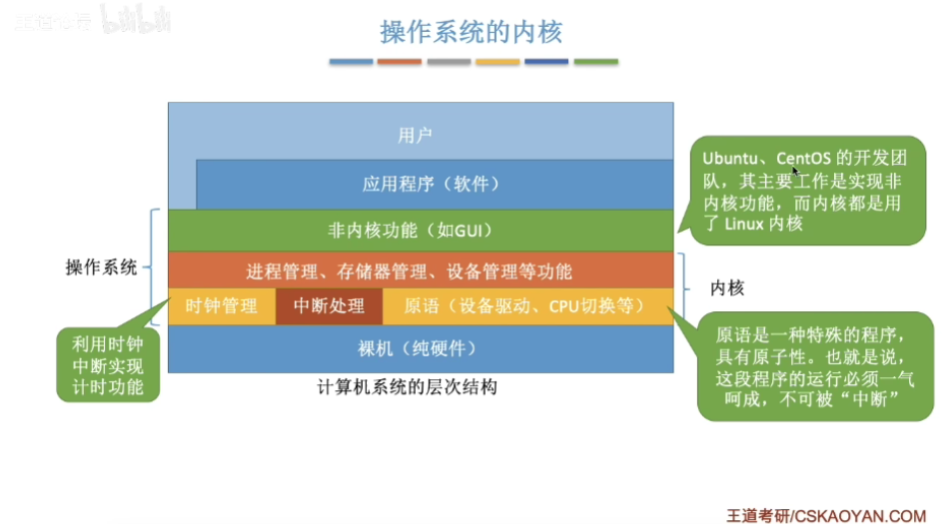 操作系统的内核
用户
应用程序（软件）
非内核功能（如GUI）
进程管理、存储器管理、设备管理等功能
时钟管理
中断处理
原语（设备驱动、CPU切换等）
裸机（纯硬件）
计算机系统的层次结构
操作系统
内核
利用时钟
中断实现
计时功能
Ubuntu、CentOS 的开发团
队，其主要工作是实现非
内核功能，而内核都是用
了 Linux 内核
原语是一种特殊的程序，
具有原子性。也就是说，
这段程序的运行必须一气
呵成，不可被“中断”
王道考研/CSKAOYAN.COM